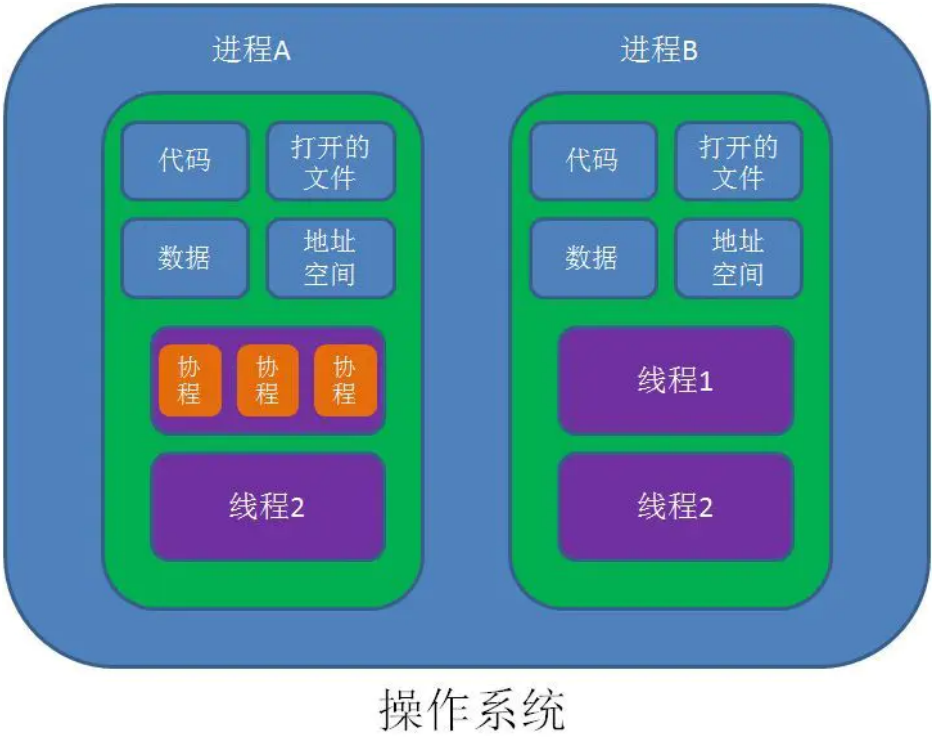 进程A
进程B
代码
打开的
文件
代码
打开的
文件
数据
地址
空间
数据
地址
空间
协
程
协
程
协
程
线程1
线程2
线程2
操作系统